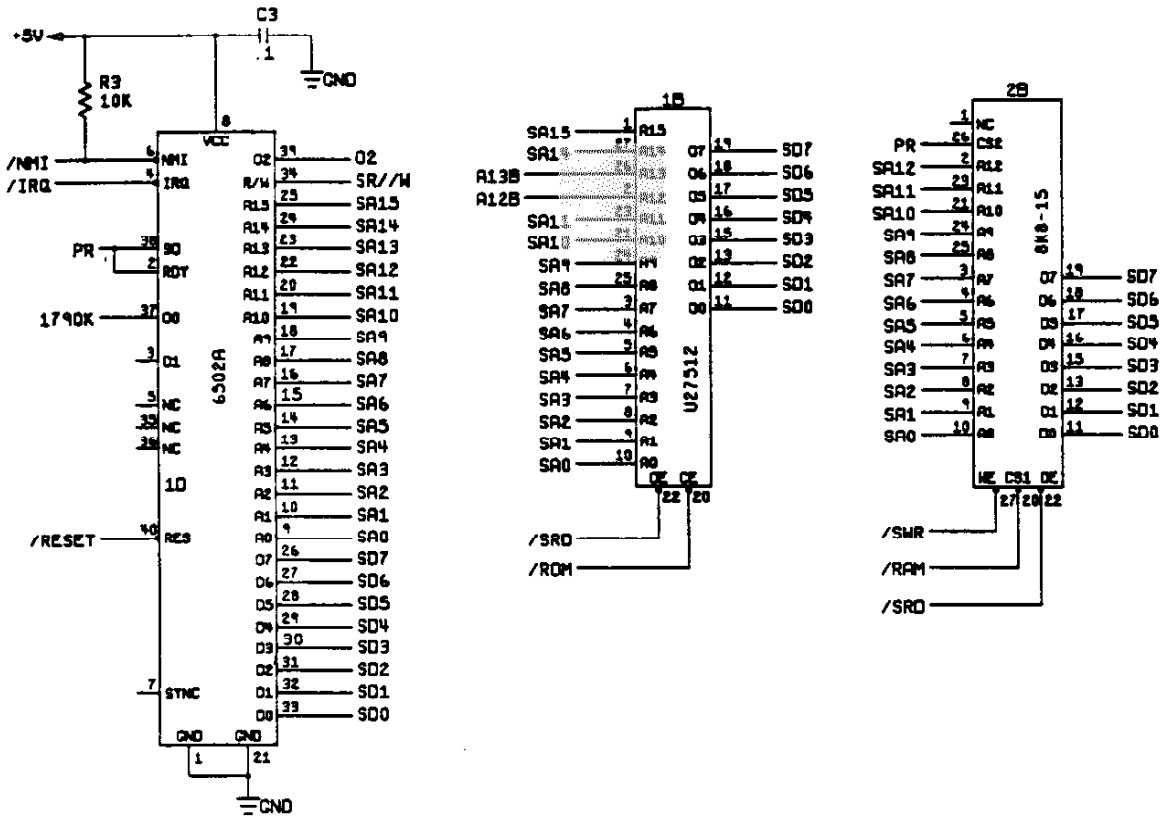 C3
+5V
.1
GND
R3
10K
8
VCC
/NMI 6 NMI
/IRQ 4 IRQ
PR 38 SO
2 RDY
1790K 37 O0
3 O1
5 NC
35 NC
36 NC
6502A
1D
/RESET 40 RES
7 SYNC
GND GND
1 21
GND
O2 39 O2
R/W 34 SR//W
A15 25 SA15
A14 24 SA14
A13 23 SA13
A12 22 SA12
A11 20 SA11
A10 19 SA10
A9 18 SA9
A8 17 SA8
A7 16 SA7
A6 15 SA6
A5 14 SA5
A4 13 SA4
A3 12 SA3
A2 11 SA2
A1 10 SA1
A0 9 SA0
D7 26 SD7
D6 27 SD6
D5 28 SD5
D4 29 SD4
D3 30 SD3
D2 31 SD2
D1 32 SD1
D0 33 SD0
1B
SA15 1 A15
SA14 27 A14
A13B 26 A13
A12B 2 A12
SA11 23 A11
SA10 21 A10
SA9 A9
SA8 25 A8
SA7 3 A7
SA6 4 A6
SA5 5 A5
SA4 6 A4
SA3 7 A3
SA2 8 A2
SA1 9 A1
SA0 10 A0
U27512
O7 19 SD7
O6 18 SD6
O5 17 SD5
O4 16 SD4
O3 15 SD3
O2 13 SD2
O1 12 SD1
O0 11 SD0
OE CE
22 20
/SRD
/ROM
2B
1 NC
PR 26 CS2
SA12 2 A12
SA11 23 A11
SA10 21 A10
SA9 24 A9
SA8 25 A8
SA7 3 A7
SA6 4 A6
SA5 5 A5
SA4 6 A4
SA3 7 A3
SA2 8 A2
SA1 9 A1
SA0 10 A0
8K8-15
D7 19 SD7
D6 18 SD6
D5 17 SD5
D4 16 SD4
D3 15 SD3
D2 13 SD2
D1 12 SD1
D0 11 SD0
WE CS1 OE
27 20 22
/SWR
/RAM
/SRD